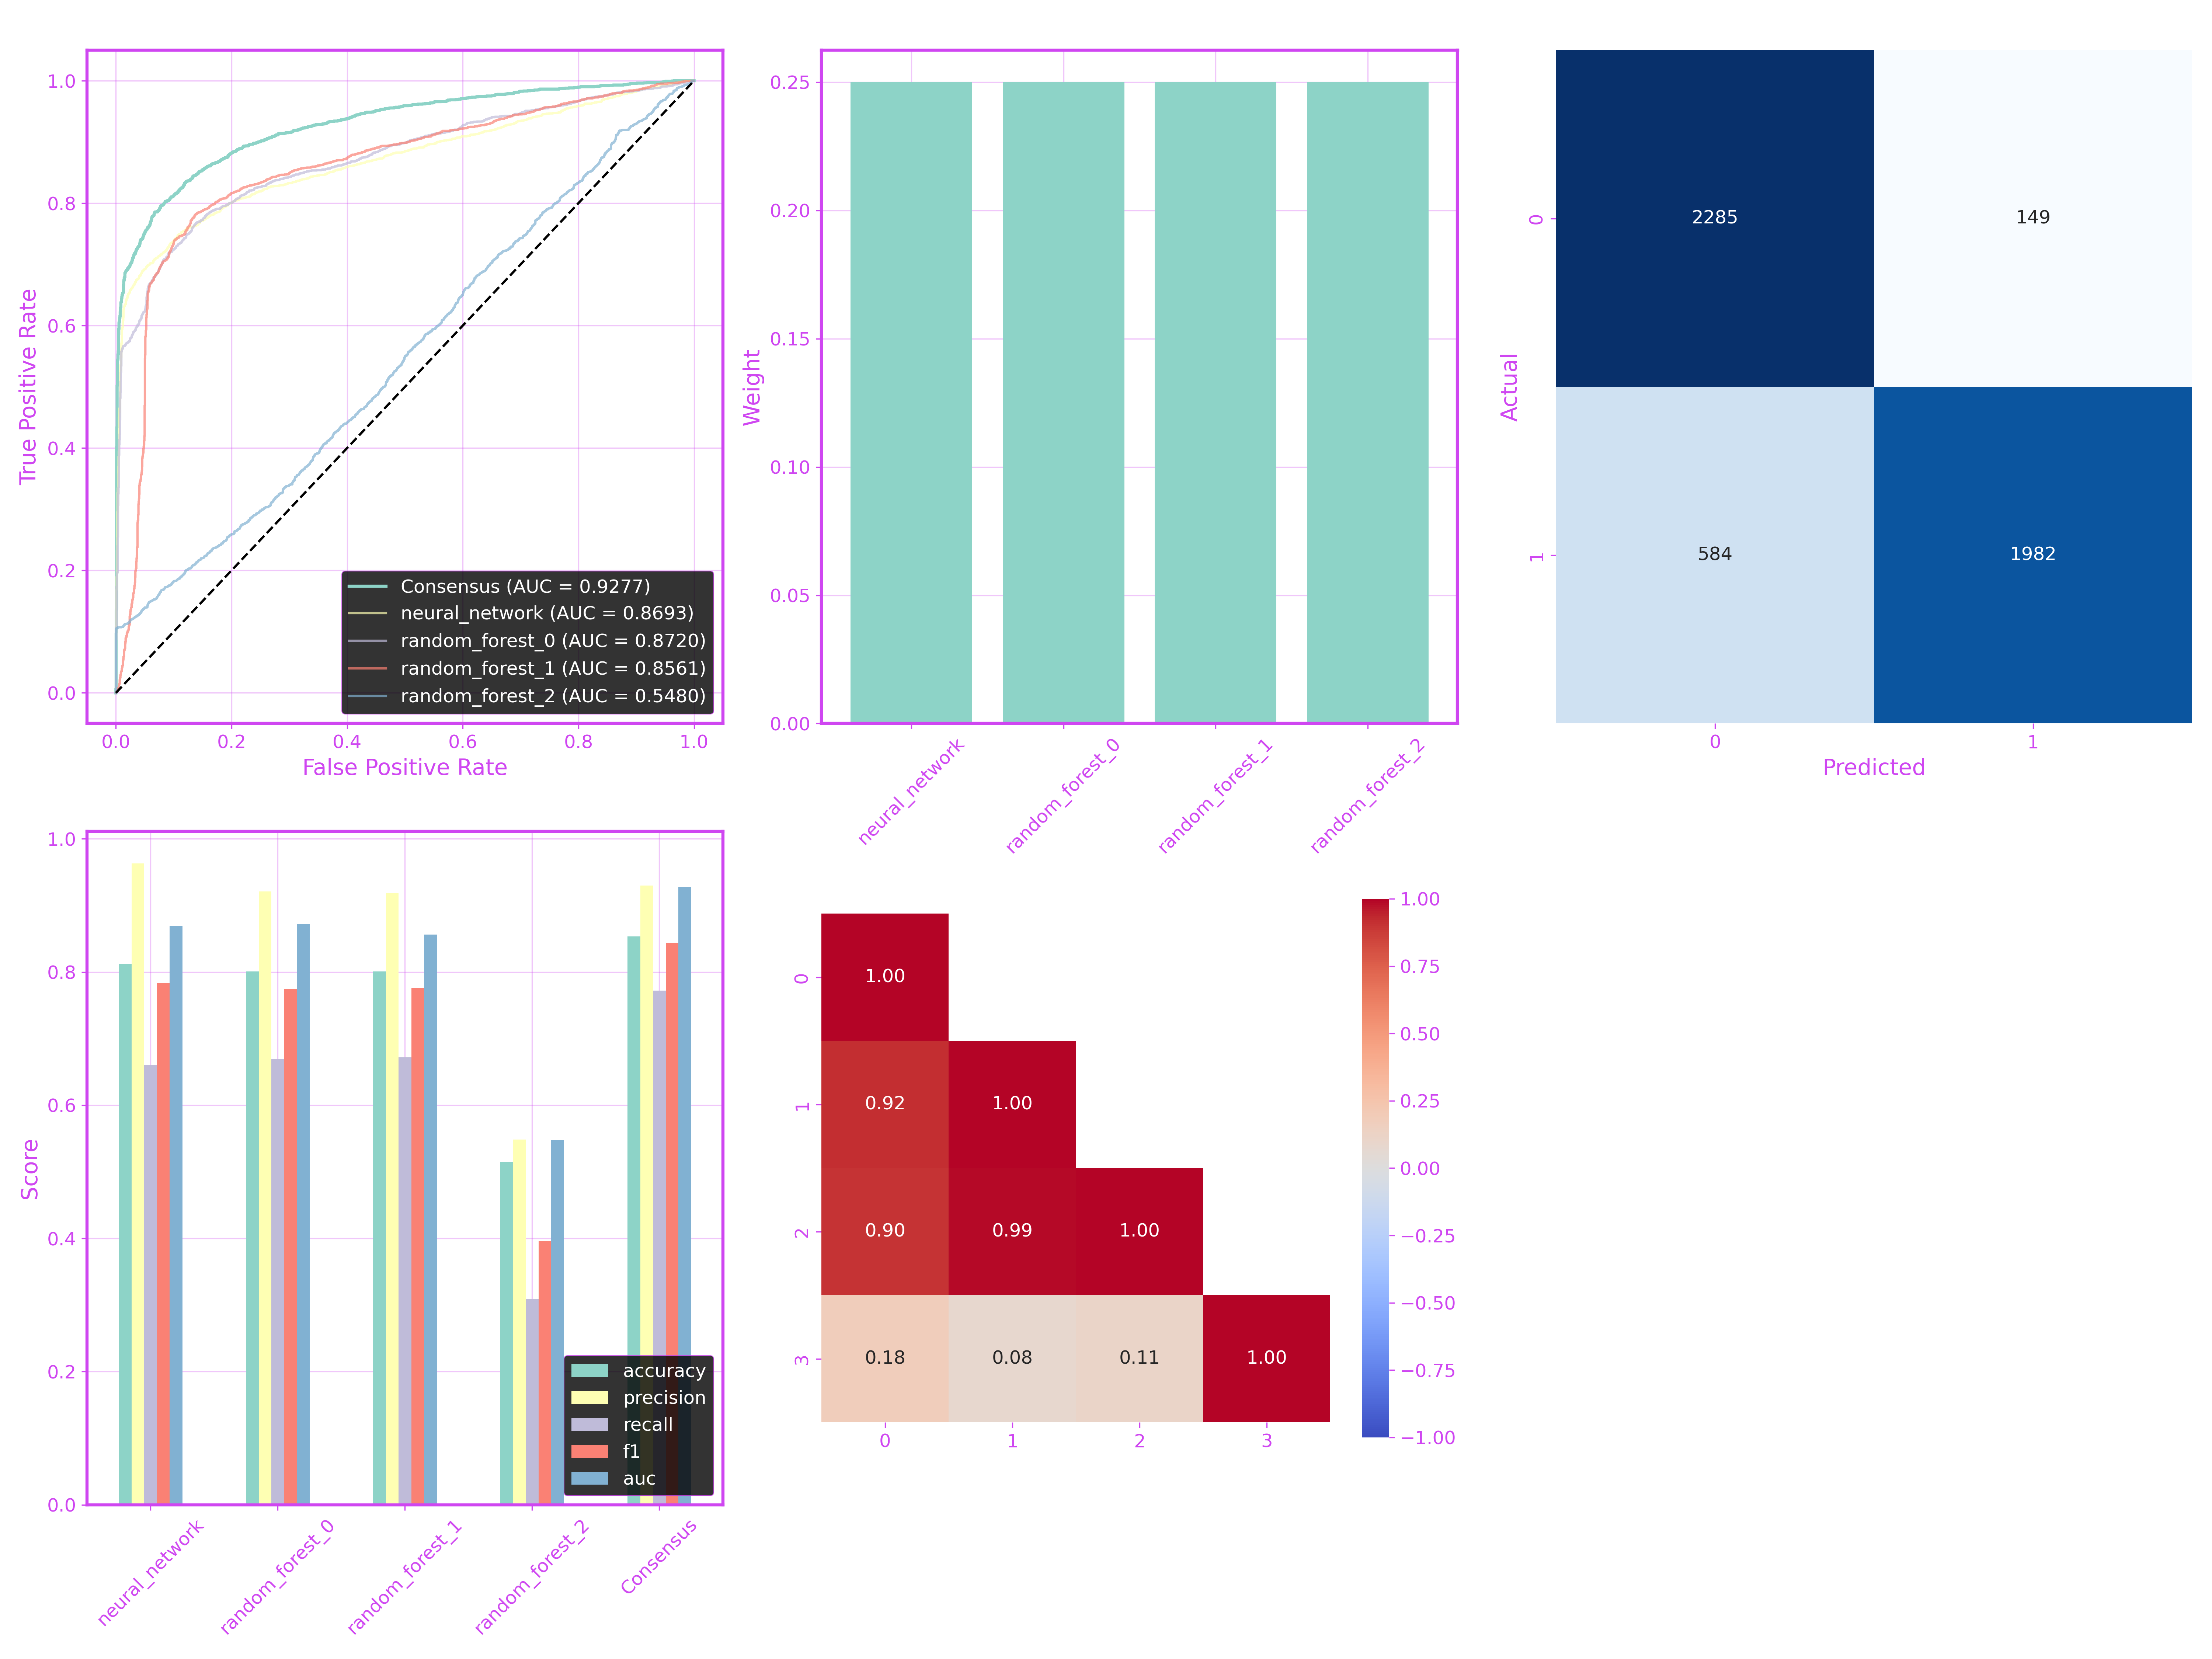 1.0
0.8
0.6
0.4
0.2
0.0
True Positive Rate
0.0 0.2 0.4 0.6 0.8 1.0
False Positive Rate
Consensus (AUC = 0.9277)
neural_network (AUC = 0.8693)
random_forest_0 (AUC = 0.8720)
random_forest_1 (AUC = 0.8561)
random_forest_2 (AUC = 0.5480)
0.25
0.20
0.15
0.10
0.05
0.00
Weight
neural_network
random_forest_0
random_forest_1
random_forest_2
2285 149
584 1982
0
1
Actual
0 1
Predicted
1.0
0.8
0.6
0.4
0.2
0.0
Score
neural_network
random_forest_0
random_forest_1
random_forest_2
Consensus
accuracy
precision
recall
f1
auc
0
1
2
3
1.00
0.92 1.00
0.90 0.99 1.00
0.18 0.08 0.11 1.00
0 1 2 3
1.00
0.75
0.50
0.25
0.00
−0.25
−0.50
−0.75
−1.00